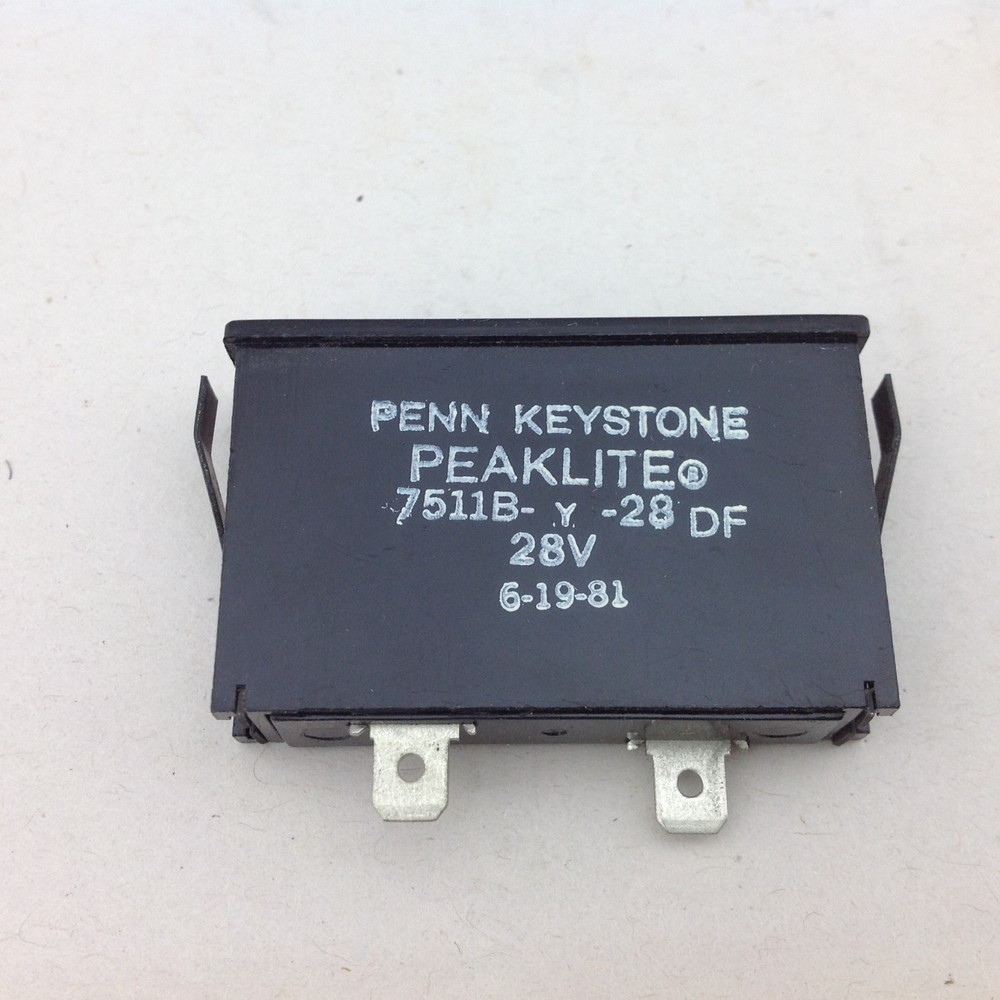 PENN KEYSTONE
PEAKLITE®
7511B- Y -28 DF
28V
6-19-81